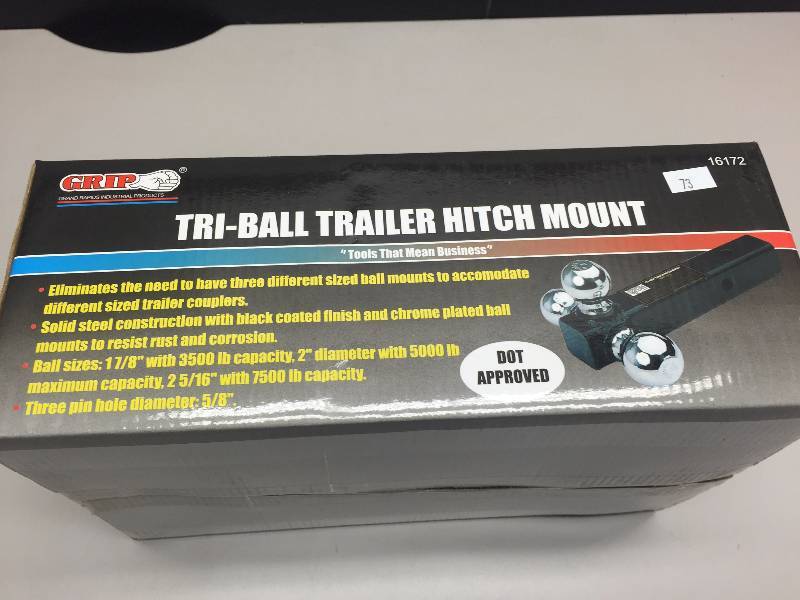 GRIP®
GRAND RAPIDS INDUSTRIAL PRODUCTS
73
16172
TRI-BALL TRAILER HITCH MOUNT
"Tools That Mean Business"
• Eliminates the need to have three different sized ball mounts to accomodate
different sized trailer couplers.
• Solid steel construction with black coated finish and chrome plated ball
mounts to resist rust and corrosion.
• Ball sizes: 1 7/8" with 3500 lb capacity, 2" diameter with 5000 lb
maximum capacity, 2 5/16" with 7500 lb capacity.
• Three pin hole diameter: 5/8".
DOT
APPROVED